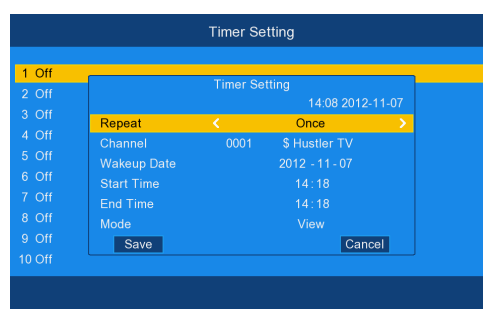 Timer Setting
1 Off
2 Off
3 Off
4 Off
5 Off
6 Off
7 Off
8 Off
9 Off
10 Off
Timer Setting
14:08 2012-11-07
Repeat Once
Channel 0001 $ Hustler TV
Wakeup Date 2012 - 11 - 07
Start Time 14 : 18
End Time 14 : 18
Mode View
Save Cancel